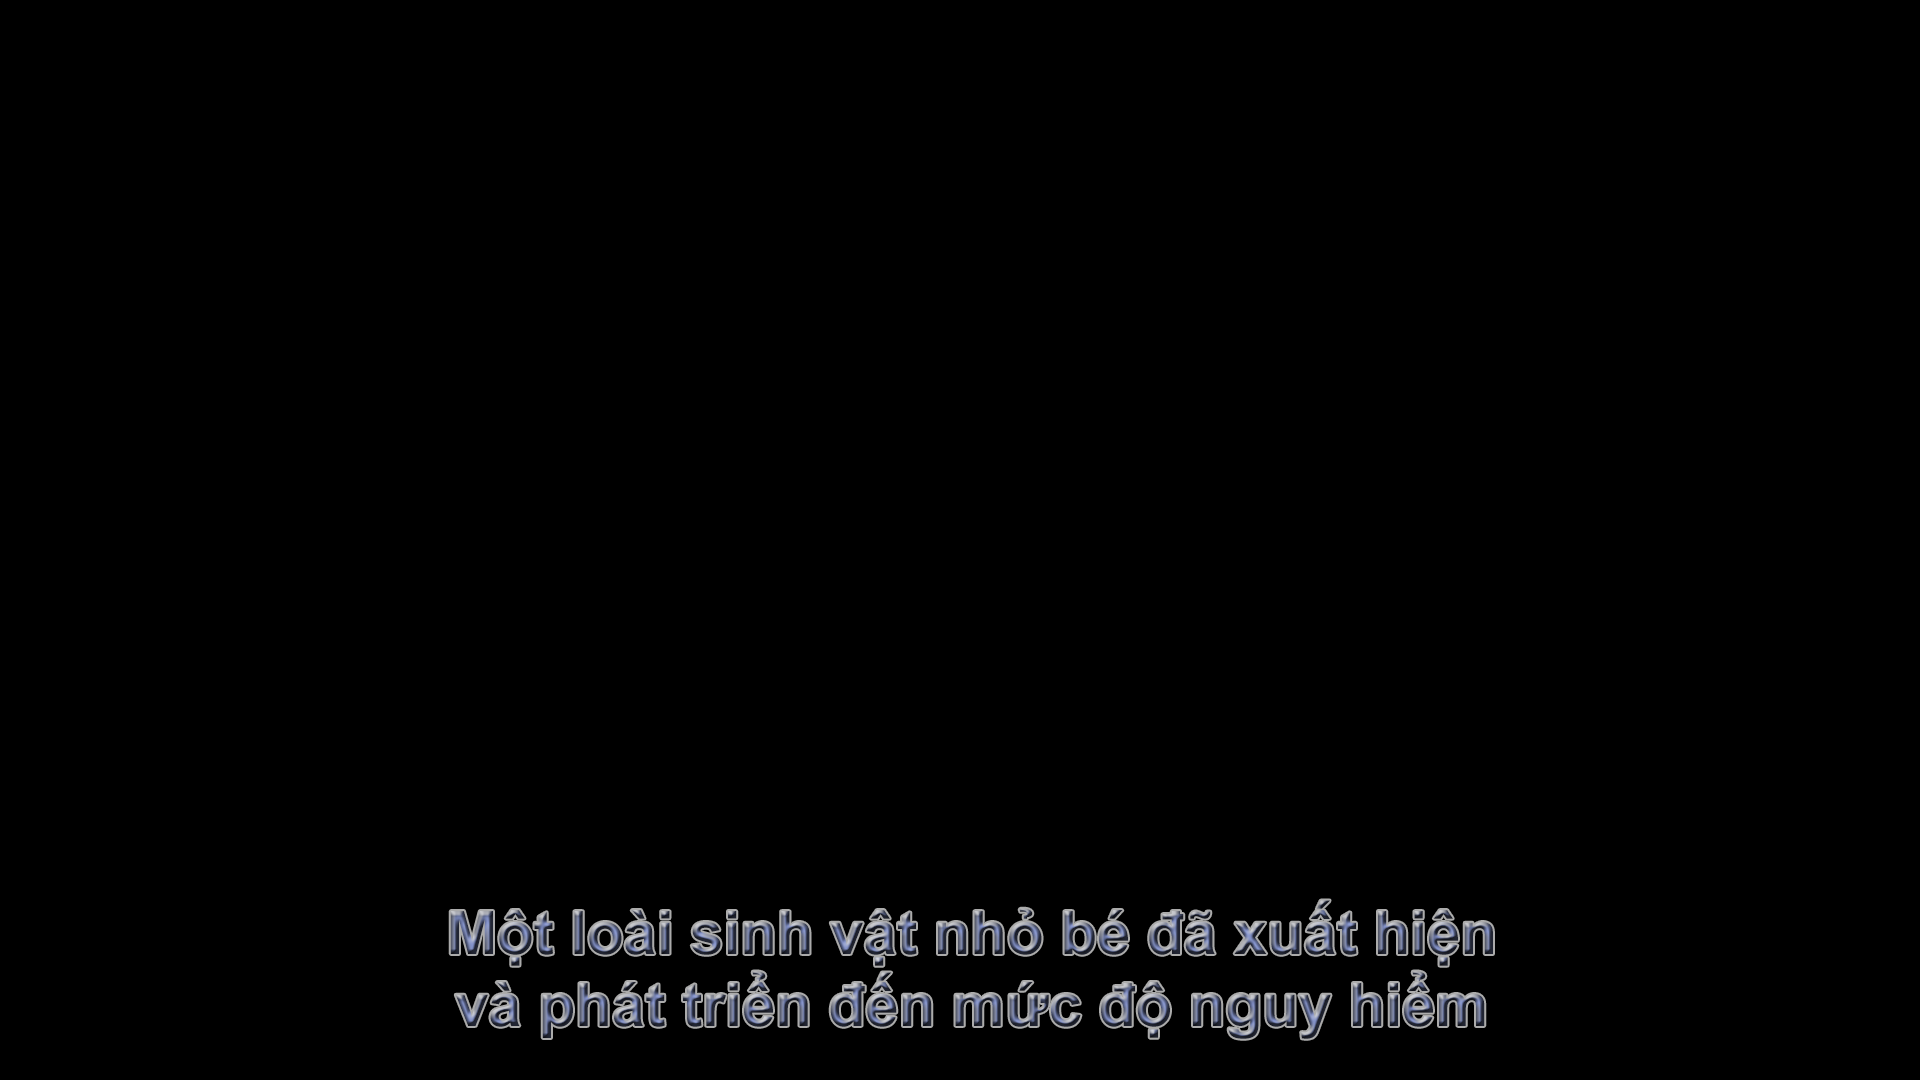 Một loài sinh vật nhỏ bé đã xuất hiện
và phát triển đến mức độ nguy hiểm